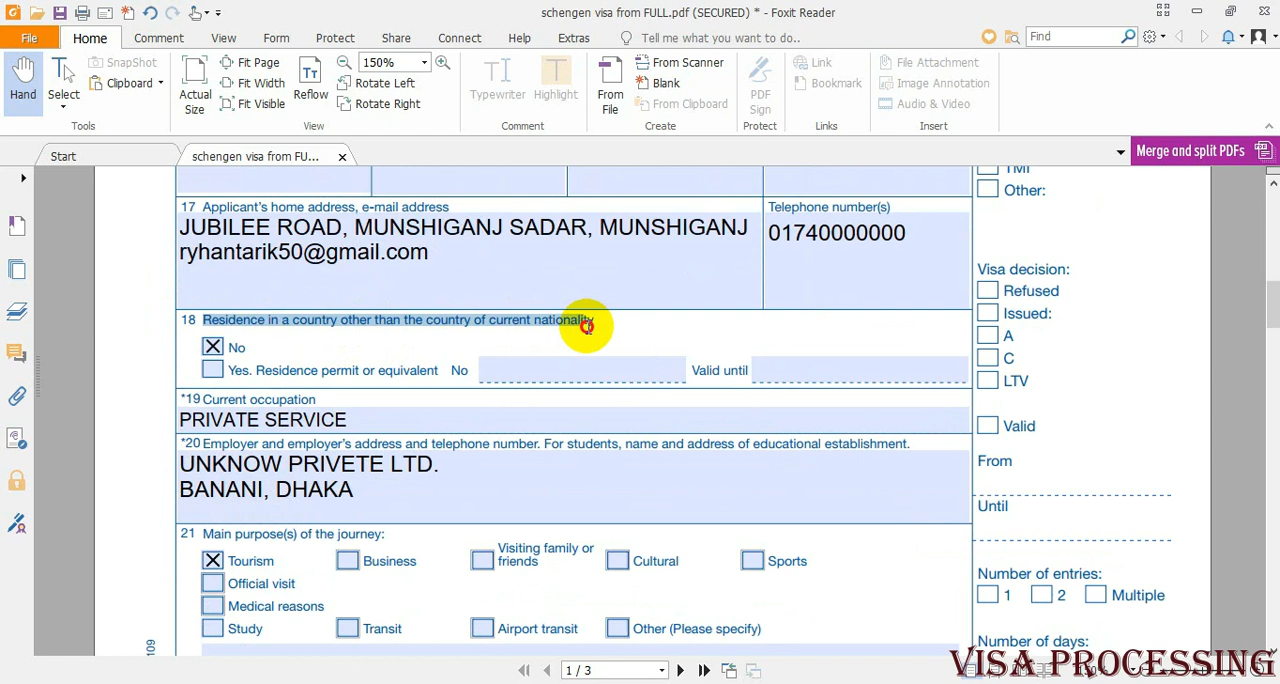 schengen visa from FULL.pdf (SECURED) * - Foxit Reader
File Home Comment View Form Protect Share Connect Help Extras Tell me what you want to do.. Find
Hand
Select
SnapShot
Clipboard
Tools
Actual Size
Fit Page
Fit Width
Fit Visible
Reflow
150%
Rotate Left
Rotate Right
View
Typewriter
Highlight
Comment
From File
From Scanner
Blank
From Clipboard
Create
PDF Sign
Protect
Link
Bookmark
Links
File Attachment
Image Annotation
Audio & Video
Insert
Start
schengen visa from FU...
Merge and split PDFs
17 Applicant's home address, e-mail address
JUBILEE ROAD, MUNSHIGANJ SADAR, MUNSHIGANJ
ryhantarik50@gmail.com
Telephone number(s)
01740000000
18 Residence in a country other than the country of current nationality
No
Yes. Residence permit or equivalent No Valid until
*19 Current occupation
PRIVATE SERVICE
*20 Employer and employer's address and telephone number. For students, name and address of educational establishment.
UNKNOW PRIVETE LTD.
BANANI, DHAKA
21 Main purpose(s) of the journey:
Tourism Business Visiting family or friends Cultural Sports
Official visit
Medical reasons
Study Transit Airport transit Other (Please specify)
109
TMI
Other:
Visa decision:
Refused
Issued:
A
C
LTV
Valid
From
Until
Number of entries:
1 2 Multiple
Number of days:
1 / 3
VISA PROCESSING